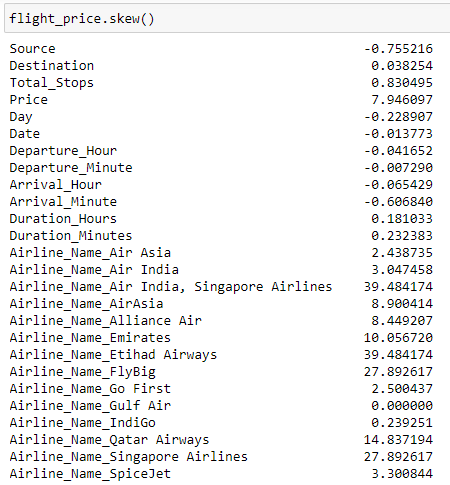 flight_price.skew()
Source -0.755216
Destination 0.038254
Total_Stops 0.830495
Price 7.946097
Day -0.228907
Date -0.013773
Departure_Hour -0.041652
Departure_Minute -0.007290
Arrival_Hour -0.065429
Arrival_Minute -0.606840
Duration_Hours 0.181033
Duration_Minutes 0.232383
Airline_Name_Air Asia 2.438735
Airline_Name_Air India 3.047458
Airline_Name_Air India, Singapore Airlines 39.484174
Airline_Name_AirAsia 8.900414
Airline_Name_Alliance Air 8.449207
Airline_Name_Emirates 10.056720
Airline_Name_Etihad Airways 39.484174
Airline_Name_FlyBig 27.892617
Airline_Name_Go First 2.500437
Airline_Name_Gulf Air 0.000000
Airline_Name_IndiGo 0.239251
Airline_Name_Qatar Airways 14.837194
Airline_Name_Singapore Airlines 27.892617
Airline_Name_SpiceJet 3.300844